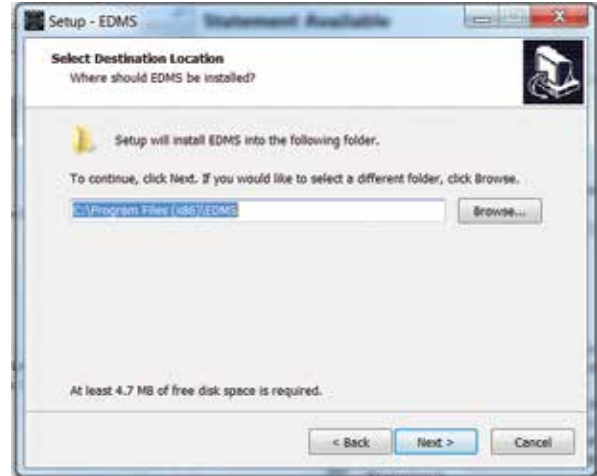 Setup - EDMS
Statement Available
Select Destination Location
Where should EDMS be installed?
Setup will install EDMS into the following folder.
To continue, click Next. If you would like to select a different folder, click Browse.
C:\Program Files (x86)\EDMS
Browse...
At least 4.7 MB of free disk space is required.
< Back
Next >
Cancel